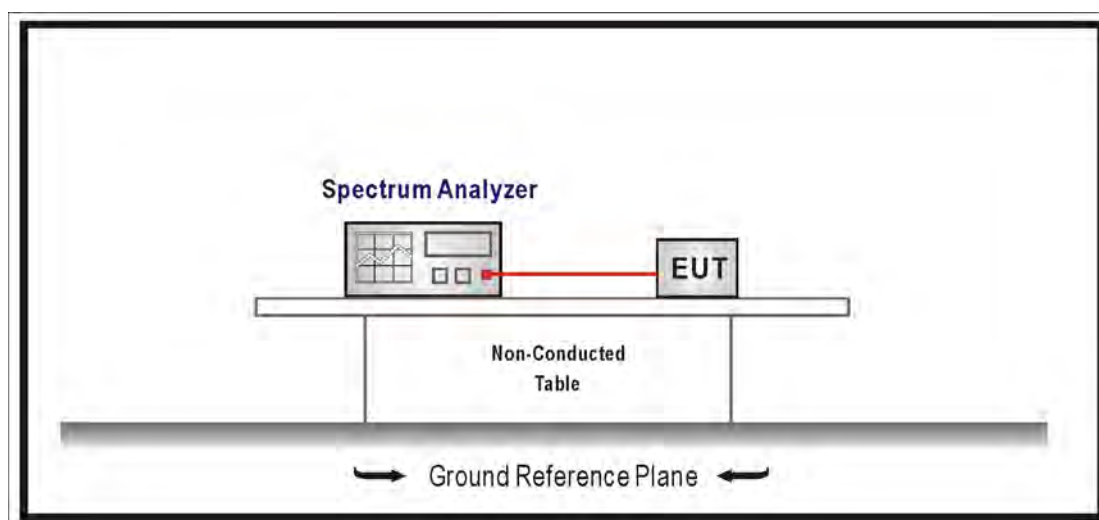 Spectrum Analyzer
EUT
Non-Conducted
Table
Ground Reference Plane